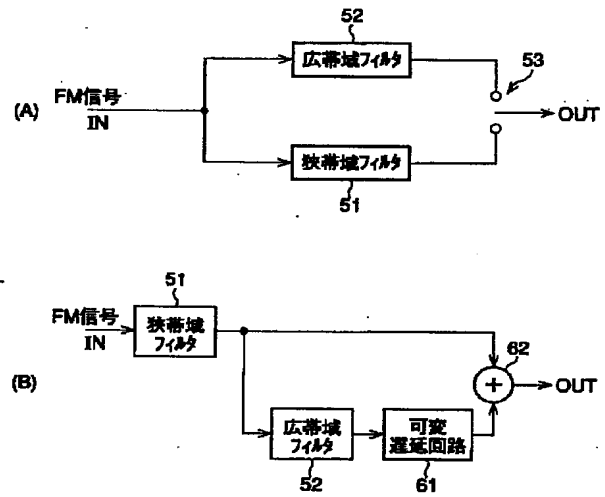 52
広帯域フィルタ
53
(A)
FM信号
IN
OUT
狭帯域フィルタ
51
51
FM信号
IN
狭帯域
フィルタ
62
+
OUT
(B)
広帯域
フィルタ
可変
遅延回路
52
61